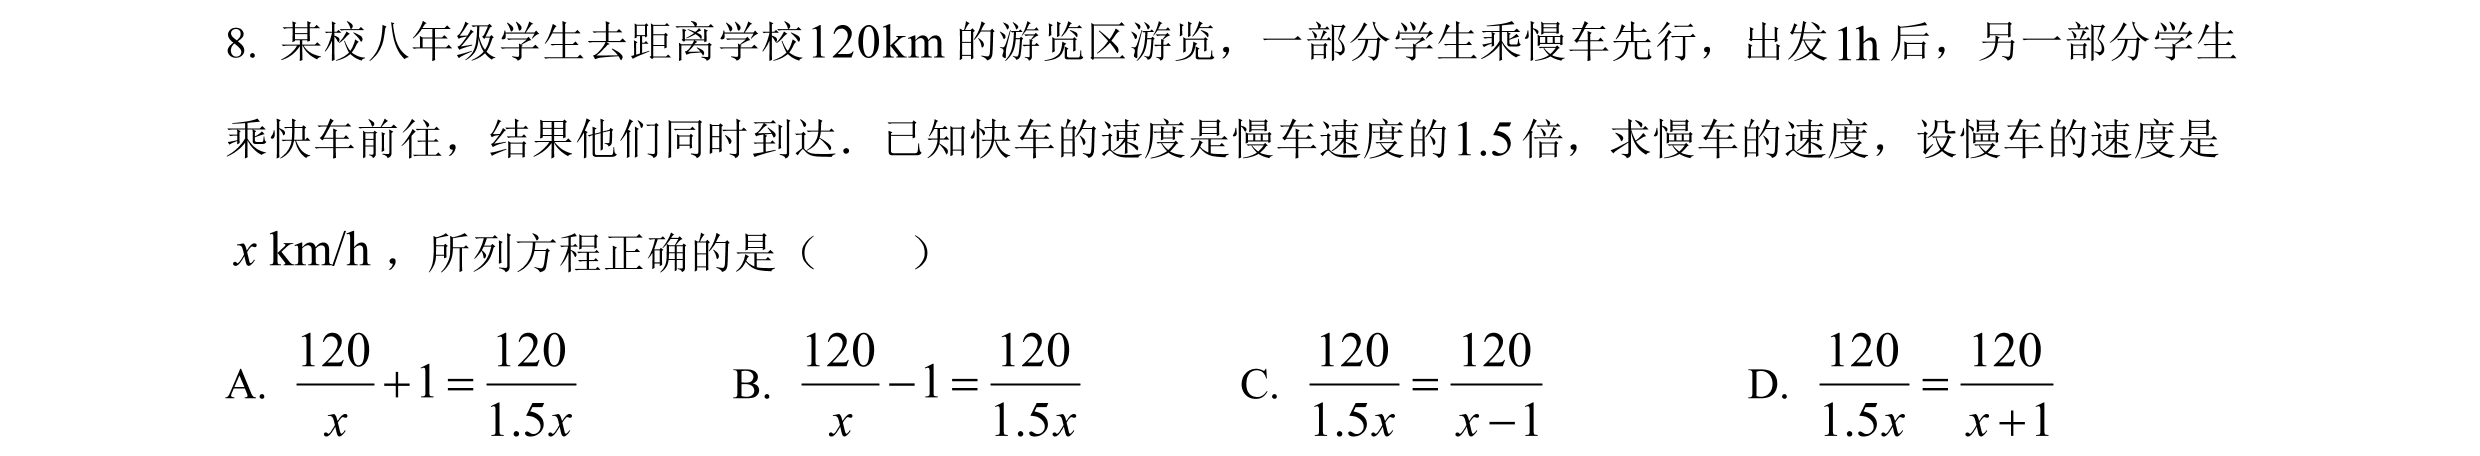 8. 某校八年级学生去距离学校120km的游览区游览，一部分学生乘慢车先行，出发1h后，另一部分学生
乘快车前往，结果他们同时到达．已知快车的速度是慢车速度的1.5倍，求慢车的速度，设慢车的速度是
x km/h，所列方程正确的是（　　）
A. \frac{120}{x}+1=\frac{120}{1.5x} B. \frac{120}{x}-1=\frac{120}{1.5x} C. \frac{120}{1.5x}=\frac{120}{x-1} D. \frac{120}{1.5x}=\frac{120}{x+1}